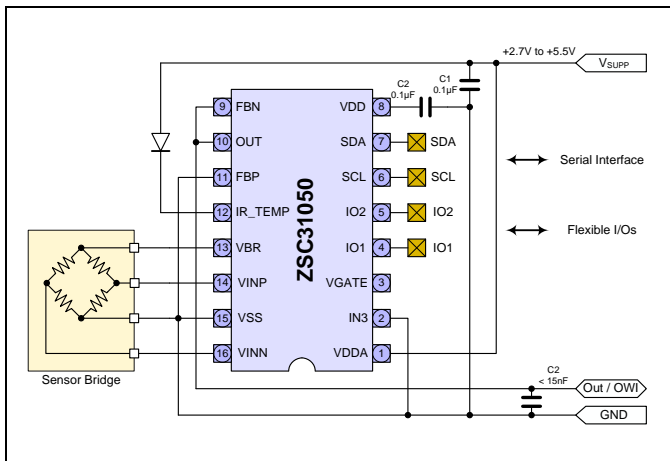 +2.7V to +5.5V
VSUPP
C1
0.1µF
C2
0.1µF
9 FBN
VDD 8
10 OUT
SDA 7
SDA
11 FBP
SCL 6
SCL
Serial Interface
12 IR_TEMP
IO2 5
IO2
13 VBR
IO1 4
IO1
Flexible I/Os
14 VINP
VGATE 3
15 VSS
IN3 2
16 VINN
VDDA 1
ZSC31050
Sensor Bridge
C2
< 15nF
Out / OWI
GND